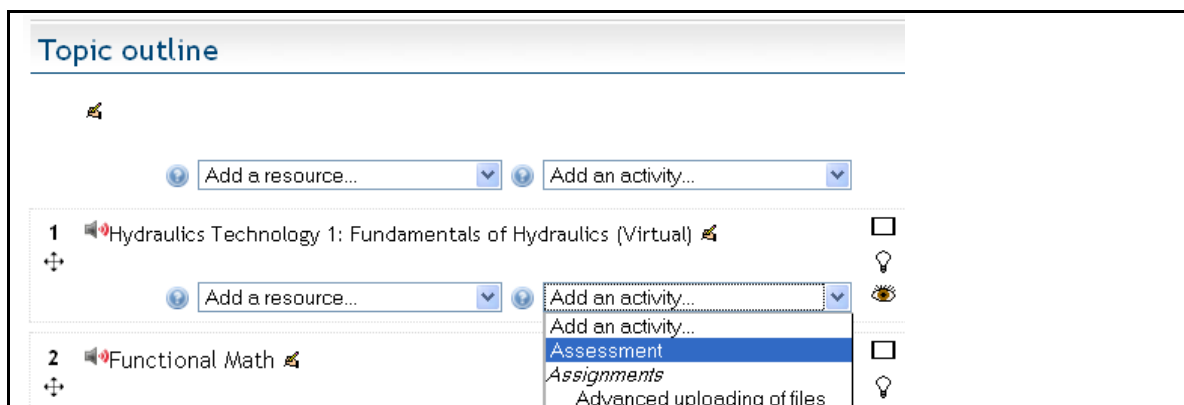 Topic outline
Add a resource... Add an activity...
1 Hydraulics Technology 1: Fundamentals of Hydraulics (Virtual)
Add a resource... Add an activity...
Add an activity...
Assessment
2 Functional Math
Assignments
Advanced uploading of files